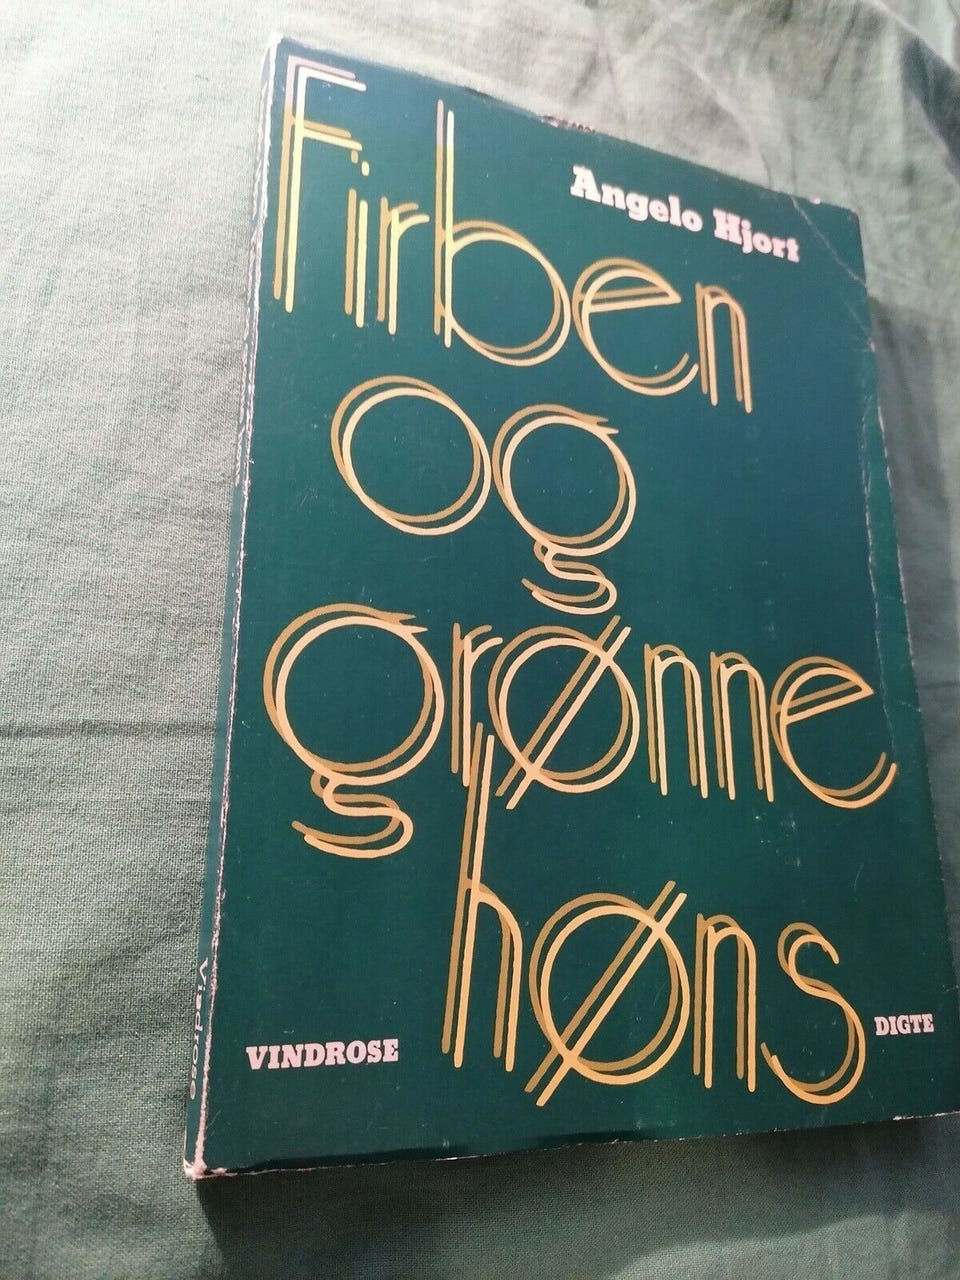 Angelo Hjort
Firben
og
grønne
høns
VINDROSE
DIGTE
Vindrose